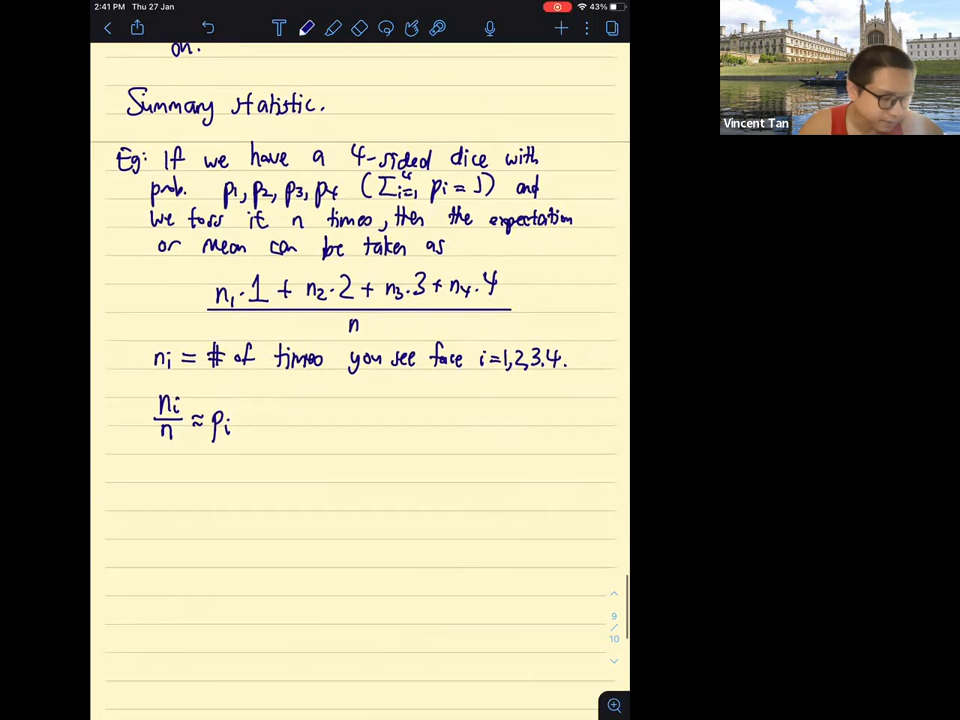 2:41 PM Thu 27 Jan
43%
on.
Summary statistic.
Eg: If we have a 4-sided dice with
prob. p1, p2, p3, p4 (Σ⁴i=1 pi = 1) and
we toss it n times, then the expectation
or mean can be taken as
n1·1 + n2·2 + n3·3 + n4·4
n
ni = # of times you see face i=1,2,3,4.
ni
n ≈ pi
9
/
10
Vincent Tan